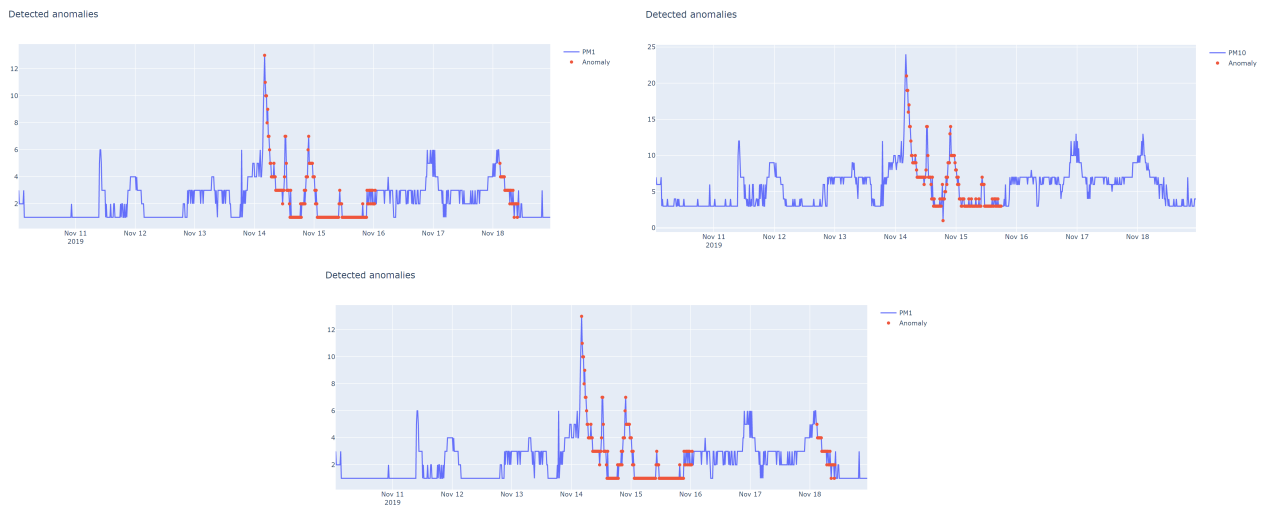 Detected anomalies
PM1
Anomaly
12
10
8
6
4
2
Nov 11
2019
Nov 12
Nov 13
Nov 14
Nov 15
Nov 16
Nov 17
Nov 18
Detected anomalies
PM10
Anomaly
25
20
15
10
5
0
Nov 11
2019
Nov 12
Nov 13
Nov 14
Nov 15
Nov 16
Nov 17
Nov 18
Detected anomalies
PM1
Anomaly
12
10
8
6
4
2
Nov 11
2019
Nov 12
Nov 13
Nov 14
Nov 15
Nov 16
Nov 17
Nov 18